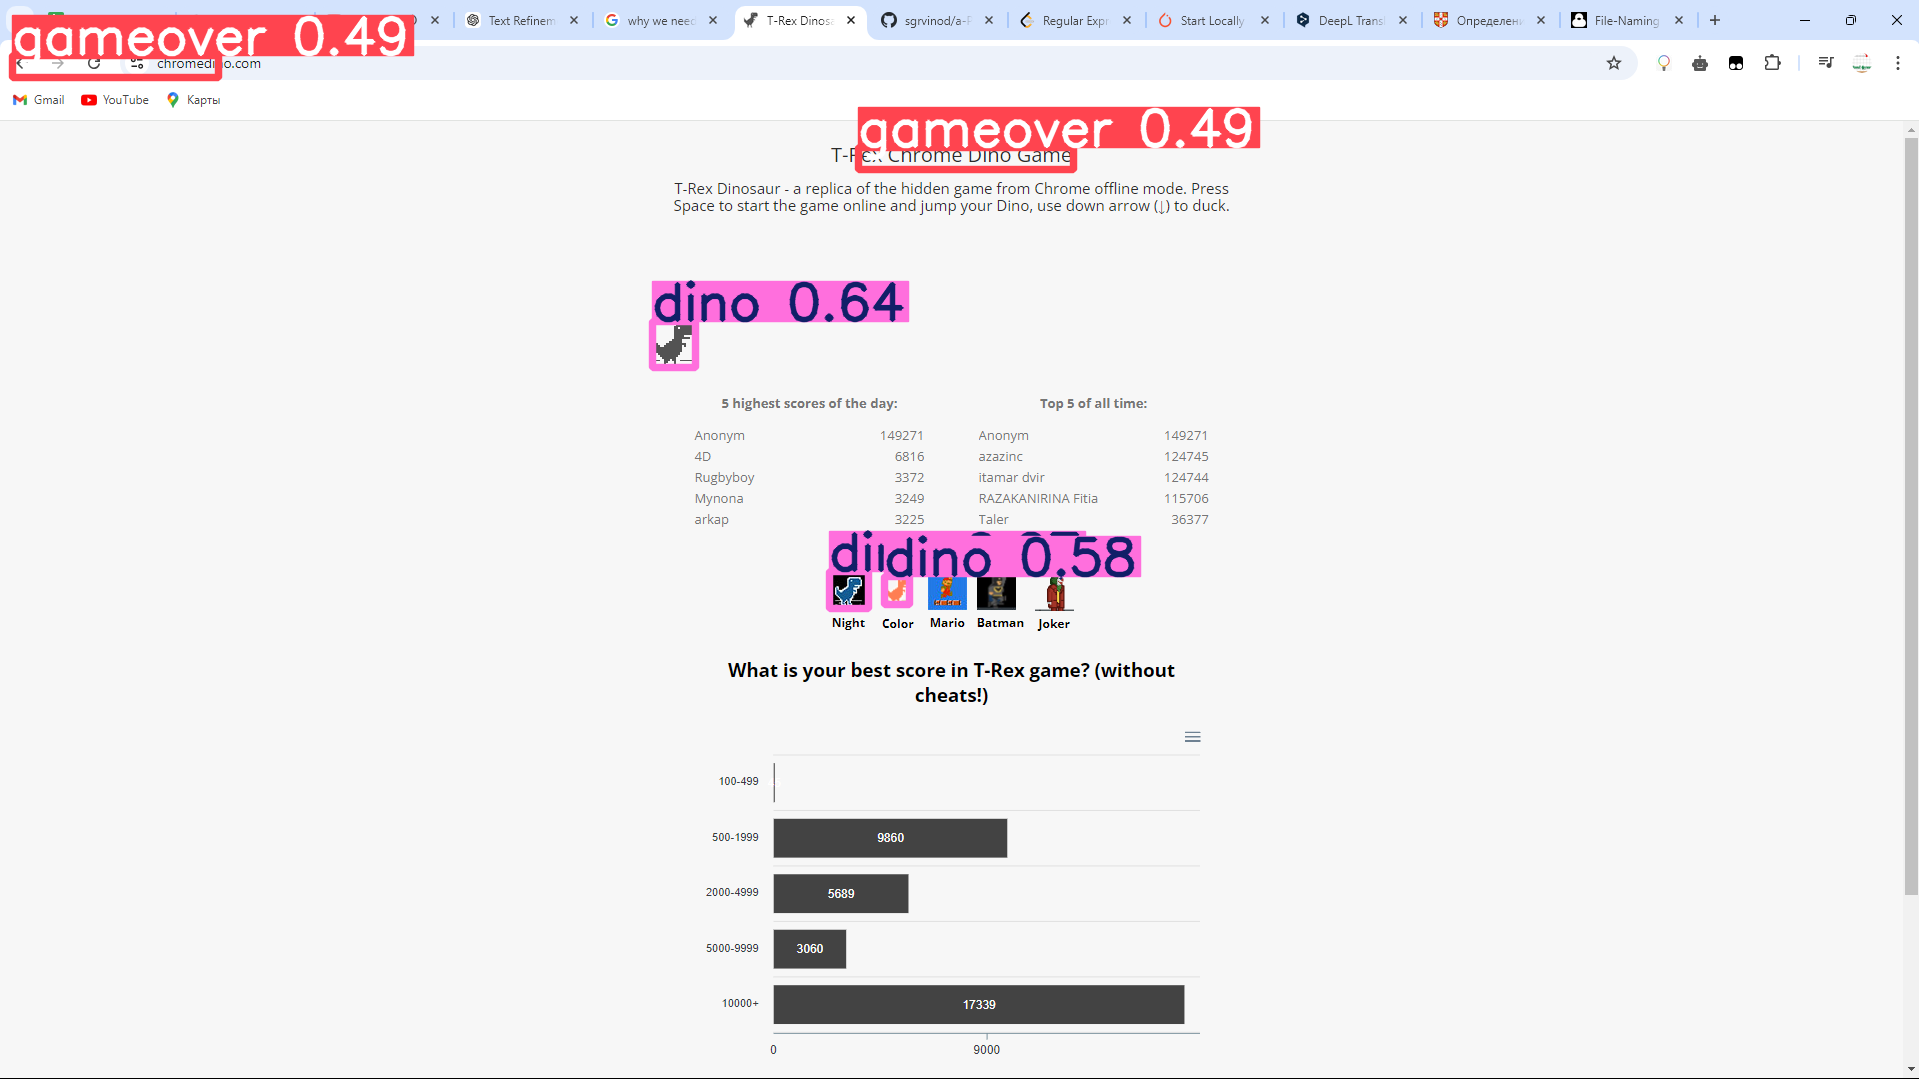 gameover 0.49
Text Refinem
why we need
T-Rex Dinosa
sgrvinod/a-P
Regular Expr
Start Locally
DeepL Transl
Определени
File-Naming
chromedino.com
Gmail YouTube Карты
gameover 0.49
T-Rex Chrome Dino Game
T-Rex Dinosaur - a replica of the hidden game from Chrome offline mode. Press
Space to start the game online and jump your Dino, use down arrow (↓) to duck.
dino 0.64
5 highest scores of the day:
Anonym 149271
4D 6816
Rugbyboy 3372
Mynona 3249
arkap 3225
Top 5 of all time:
Anonym 149271
azazinc 124745
itamar dvir 124744
RAZAKANIRINA Fitia 115706
Taler 36377
dino 0.58
Night Color Mario Batman Joker
What is your best score in T-Rex game? (without
cheats!)
100-499
500-1999 9860
2000-4999 5689
5000-9999 3060
10000+ 17339
0 9000